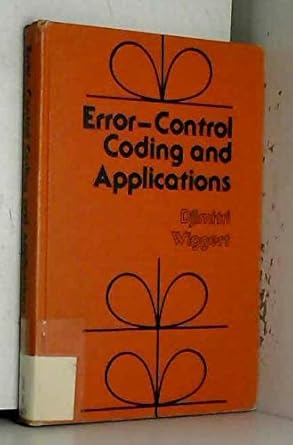 Error-Control
Coding and
Applications
Djimitri
Wiggert